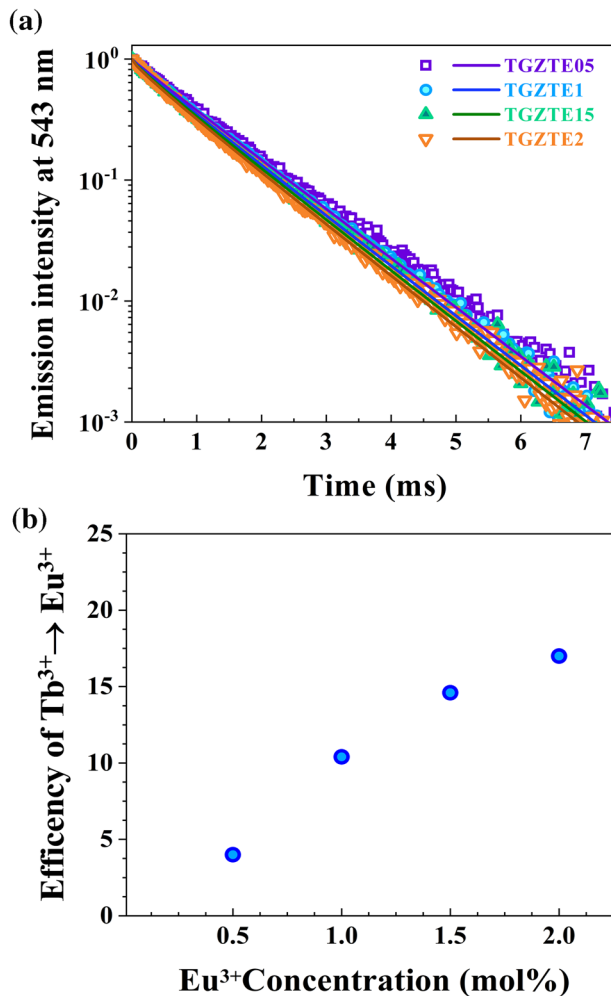 (a)
Emission intensity at 543 nm
10⁰
10⁻¹
10⁻²
10⁻³
TGZTE05
TGZTE1
TGZTE15
TGZTE2
0 1 2 3 4 5 6 7
Time (ms)
(b)
Efficency of Tb³⁺→ Eu³⁺
25
20
15
10
5
0
0.5 1.0 1.5 2.0
Eu³⁺Concentration (mol%)